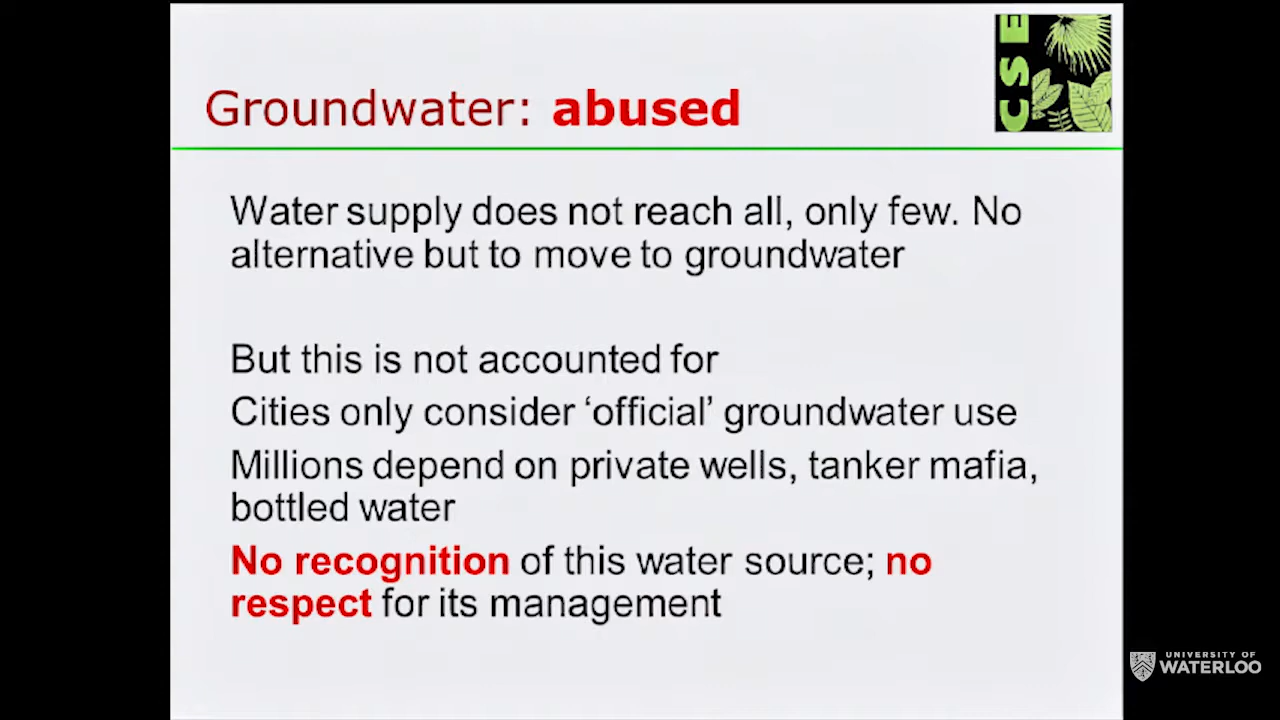 CSE
Groundwater: abused
Water supply does not reach all, only few. No
alternative but to move to groundwater
But this is not accounted for
Cities only consider ‘official’ groundwater use
Millions depend on private wells, tanker mafia,
bottled water
No recognition of this water source; no
respect for its management
UNIVERSITY OF
WATERLOO